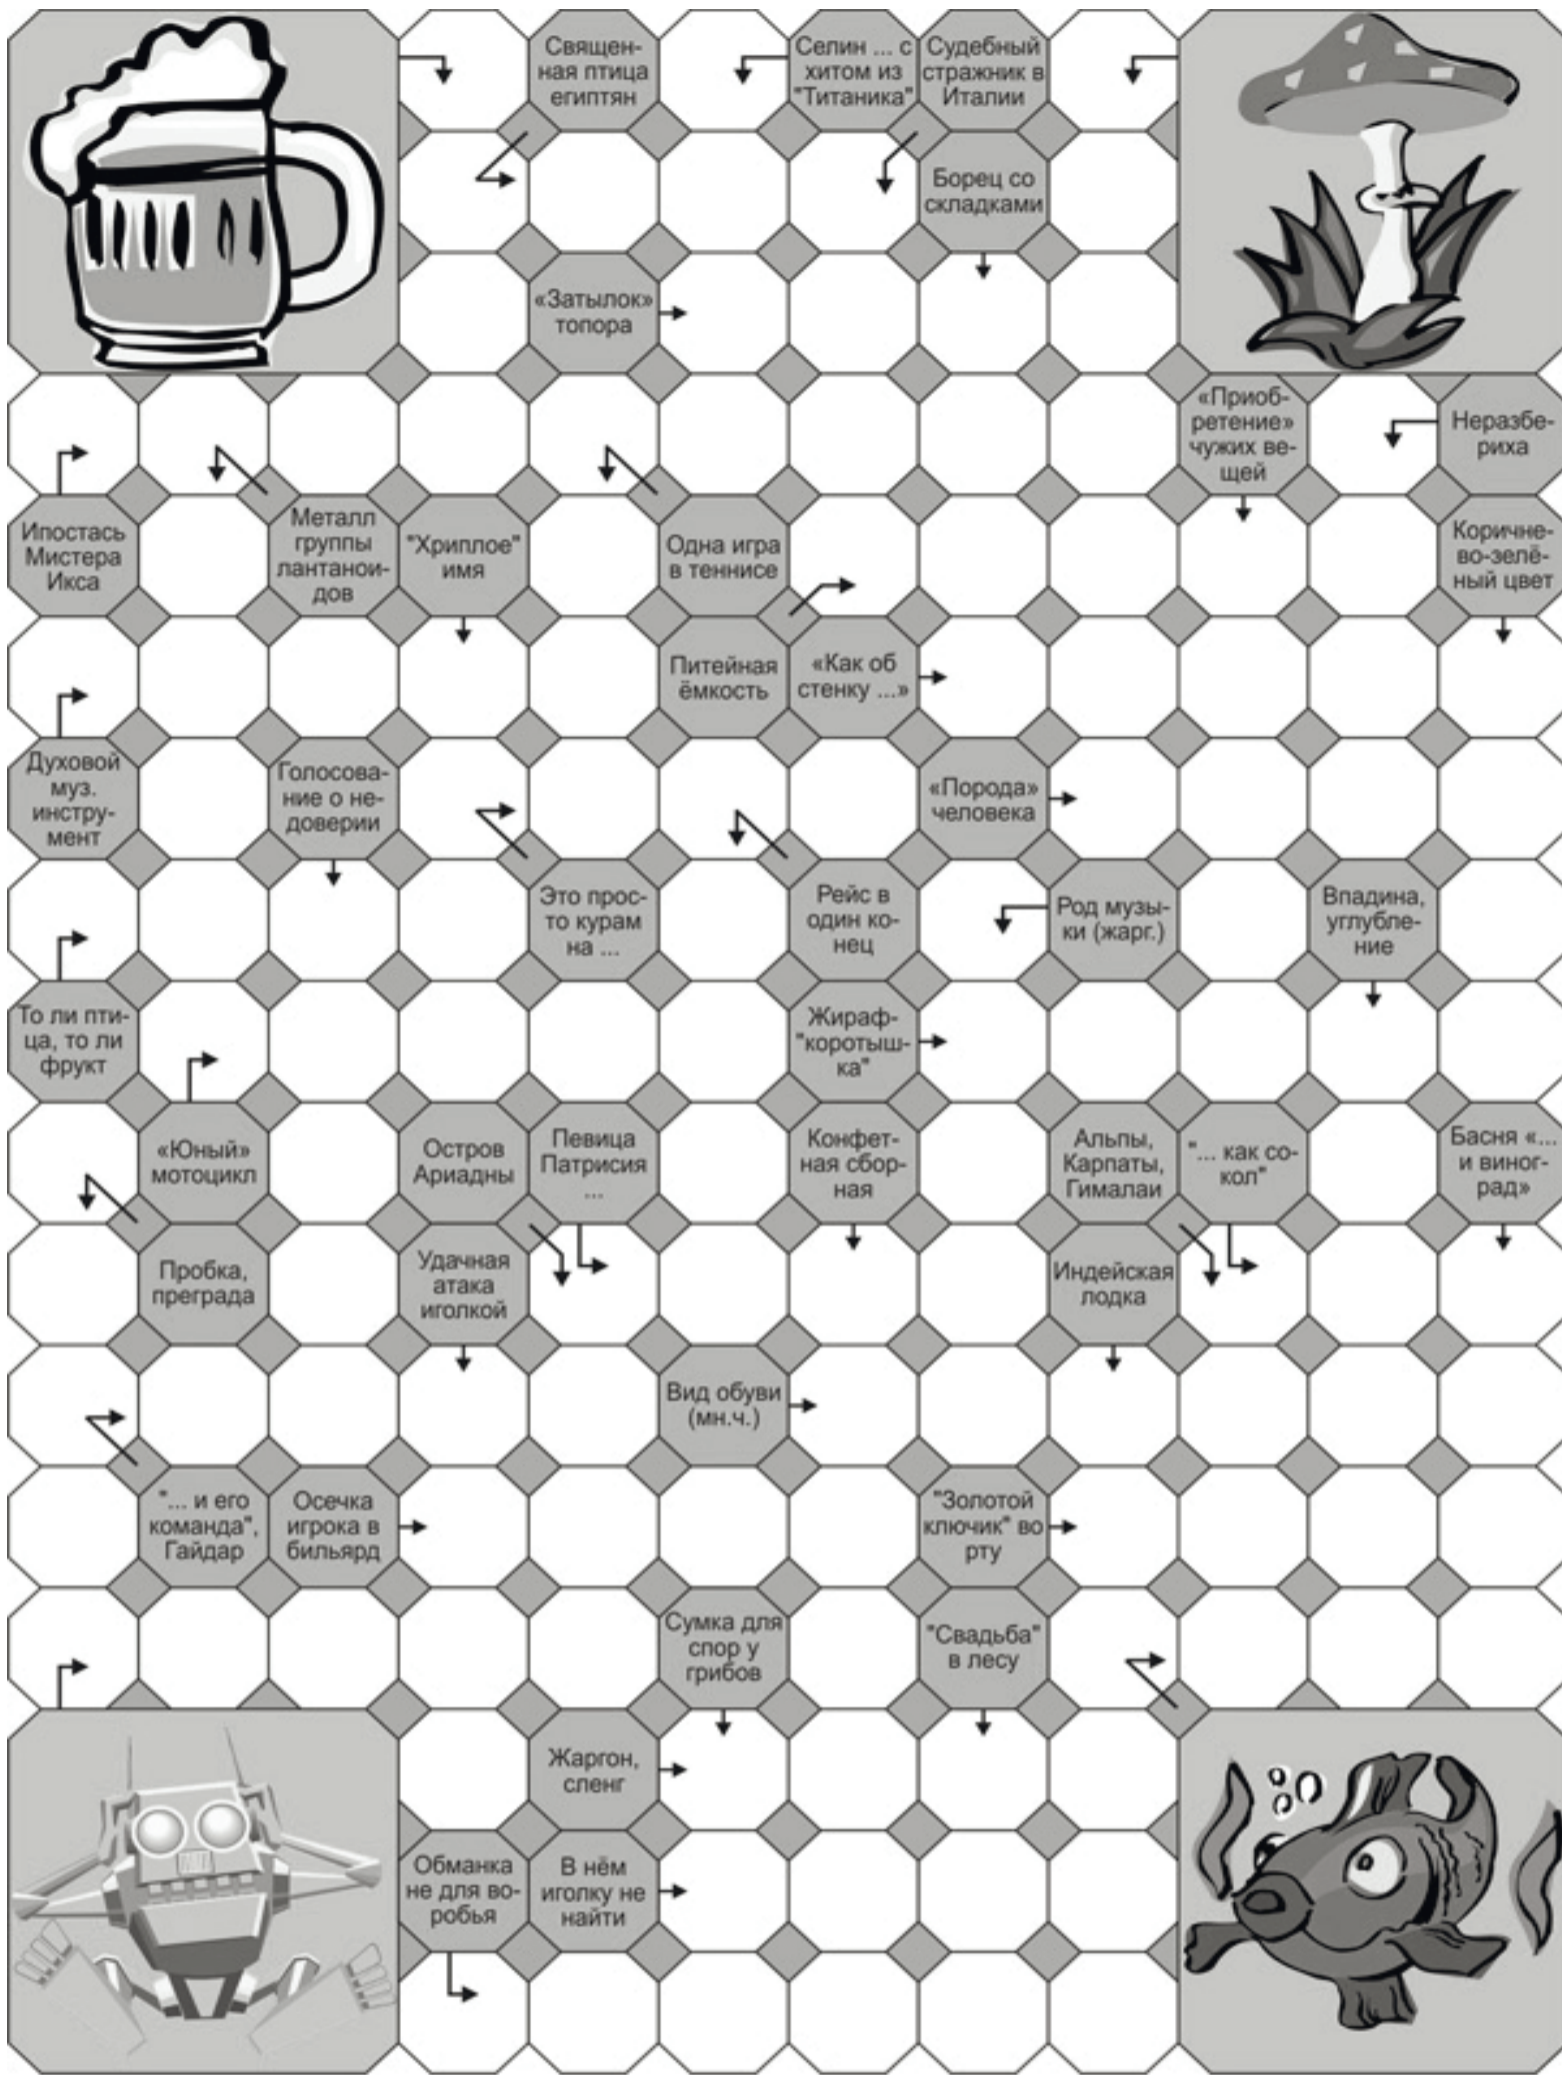 Священ-
ная птица
египтян
Селин ... с
хитом из
"Титаника"
Судебный
стражник в
Италии
Борец со
складками
«Затылок»
топора
«Приоб-
ретение»
чужих ве-
щей
Неразбе-
риха
Ипостась
Мистера
Икса
Металл
группы
лантанои-
дов
"Хриплое"
имя
Одна игра
в теннисе
Коричне-
во-зелё-
ный цвет
Питейная
ёмкость
«Как об
стенку ...»
Духовой
муз.
инстру-
мент
Голосова-
ние о не-
доверии
«Порода»
человека
Это прос-
то курам
на ...
Рейс в
один ко-
нец
Род музы-
ки (жарг.)
Впадина,
углубле-
ние
То ли пти-
ца, то ли
фрукт
Жираф-
"коротыш-
ка"
«Юный»
мотоцикл
Остров
Ариадны
Певица
Патрисия
...
Конфет-
ная сбор-
ная
Альпы,
Карпаты,
Гималаи
"... как со-
кол"
Басня «...
и виног-
рад»
Пробка,
преграда
Удачная
атака
иголкой
Индейская
лодка
Вид обуви
(мн.ч.)
"... и его
команда",
Гайдар
Осечка
игрока в
бильярд
"Золотой
ключик" во
рту
Сумка для
спор у
грибов
"Свадьба"
в лесу
Жаргон,
сленг
Обманка
не для во-
робья
В нём
иголку не
найти